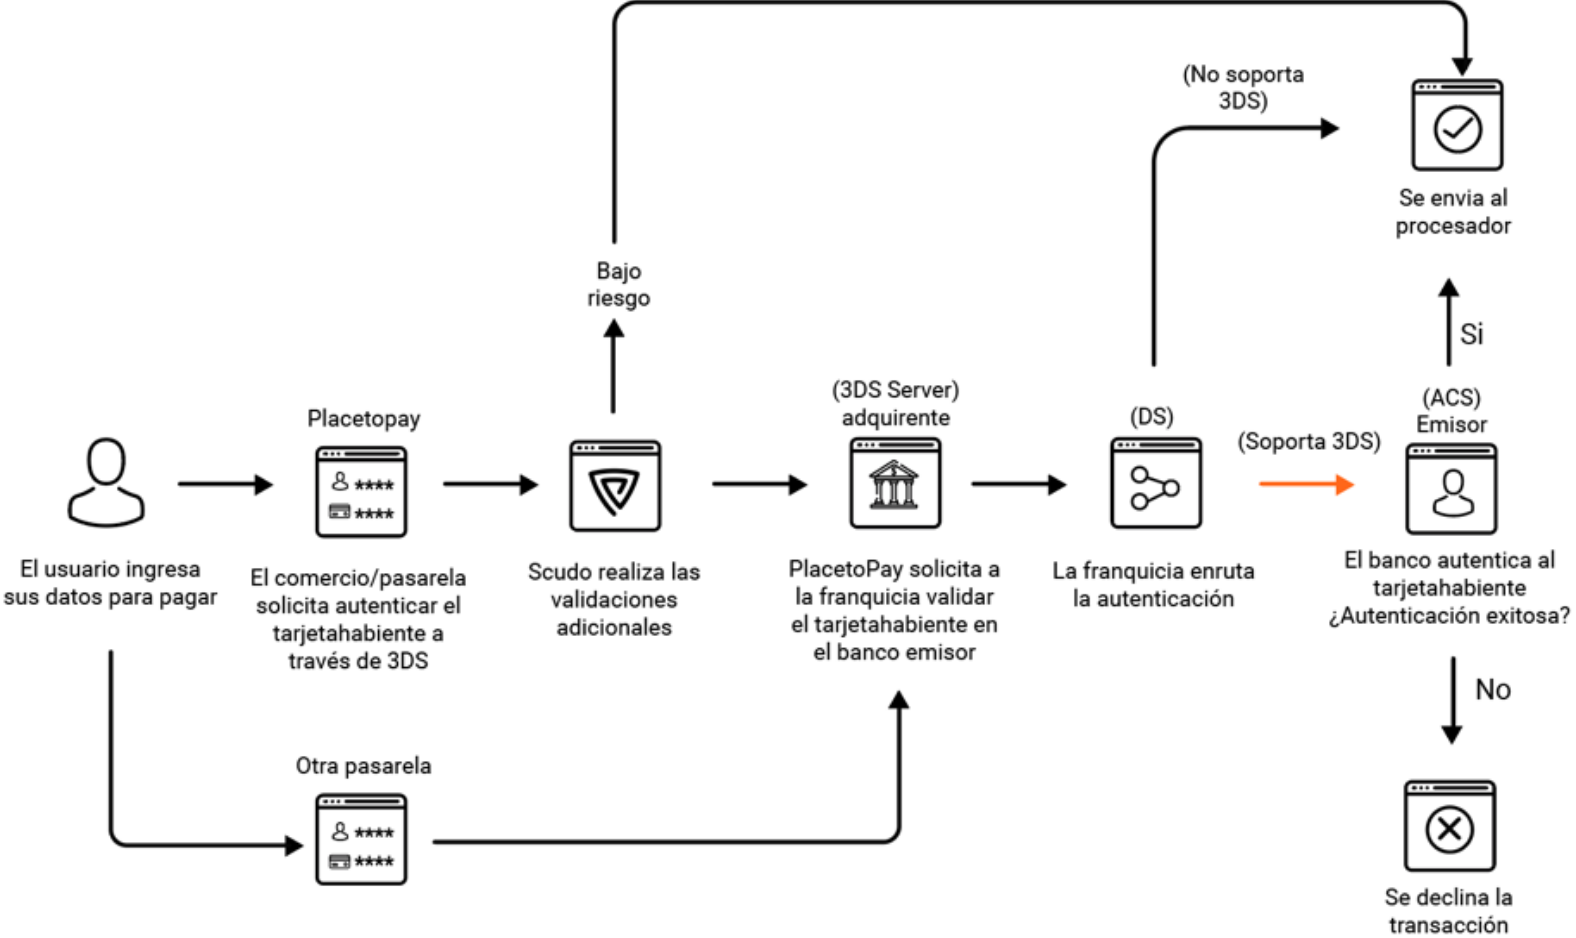 (No soporta
3DS)
Se envia al
procesador
Bajo
riesgo
Si
Placetopay
(3DS Server)
adquirente
(DS)
(Soporta 3DS)
(ACS)
Emisor
****
****
El usuario ingresa
sus datos para pagar
El comercio/pasarela
solicita autenticar el
tarjetahabiente a
través de 3DS
Scudo realiza las
validaciones
adicionales
PlacetoPay solicita a
la franquicia validar
el tarjetahabiente en
el banco emisor
La franquicia enruta
la autenticación
El banco autentica al
tarjetahabiente
¿Autenticación exitosa?
No
Otra pasarela
****
****
Se declina la
transacción